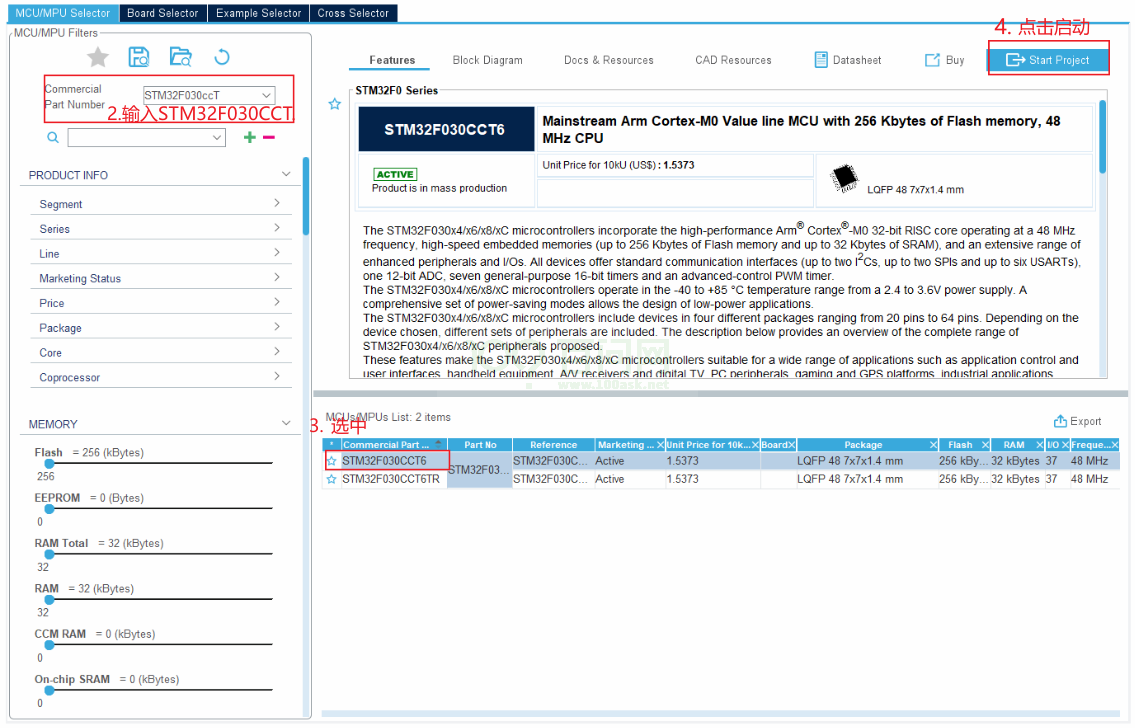 MCU/MPU Selector
Board Selector
Example Selector
Cross Selector
MCU/MPU Filters
Commercial
Part Number
STM32F030ccT
2.输入STM32F030CCT
PRODUCT INFO
Segment
Series
Line
Marketing Status
Price
Package
Core
Coprocessor
MEMORY
Flash = 256 (kBytes)
256
EEPROM = 0 (Bytes)
0
RAM Total = 32 (kBytes)
32
RAM = 32 (kBytes)
32
CCM RAM = 0 (kBytes)
0
On-chip SRAM = 0 (kBytes)
0
4. 点击启动
Features
Block Diagram
Docs & Resources
CAD Resources
Datasheet
Buy
Start Project
STM32F0 Series
STM32F030CCT6
Mainstream Arm Cortex-M0 Value line MCU with 256 Kbytes of Flash memory, 48
MHz CPU
ACTIVE
Product is in mass production
Unit Price for 10kU (US$) : 1.5373
LQFP 48 7x7x1.4 mm
The STM32F030x4/x6/x8/xC microcontrollers incorporate the high-performance Arm® Cortex®-M0 32-bit RISC core operating at a 48 MHz
frequency, high-speed embedded memories (up to 256 Kbytes of Flash memory and up to 32 Kbytes of SRAM), and an extensive range of
enhanced peripherals and I/Os. All devices offer standard communication interfaces (up to two I2Cs, up to two SPIs and up to six USARTs),
one 12-bit ADC, seven general-purpose 16-bit timers and an advanced-control PWM timer.
The STM32F030x4/x6/x8/xC microcontrollers operate in the -40 to +85 °C temperature range from a 2.4 to 3.6V power supply. A
comprehensive set of power-saving modes allows the design of low-power applications.
The STM32F030x4/x6/x8/xC microcontrollers include devices in four different packages ranging from 20 pins to 64 pins. Depending on the
device chosen, different sets of peripherals are included. The description below provides an overview of the complete range of
STM32F030x4/x6/x8/xC peripherals proposed.
These features make the STM32F030x4/x6/x8/xC microcontrollers suitable for a wide range of applications such as application control and
user interfaces, handheld equipment, A/V receivers and digital TV, PC peripherals, gaming and GPS platforms, industrial applications,
www.100ask.net
MCUs/MPUs List: 2 items
3. 选中
Export
* Commercial Part ... Part No Reference Marketing ... Unit Price for 10k... Board Package Flash RAM I/O Freque...
STM32F030CCT6 STM32F03... STM32F030C... Active 1.5373 LQFP 48 7x7x1.4 mm 256 kBy... 32 kBytes 37 48 MHz
STM32F030CCT6TR STM32F030C... Active 1.5373 LQFP 48 7x7x1.4 mm 256 kBy... 32 kBytes 37 48 MHz